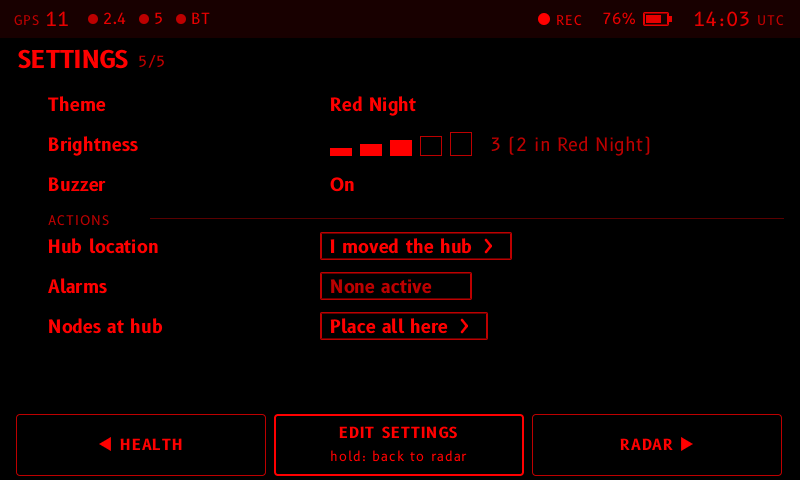 GPS 11 2.4 5 BT REC 76% 14:03 UTC
SETTINGS 5/5
Theme Red Night
Brightness 3 (2 in Red Night)
Buzzer On
ACTIONS
Hub location I moved the hub >
Alarms None active
Nodes at hub Place all here >
◀ HEALTH
EDIT SETTINGS
hold: back to radar
RADAR ▶